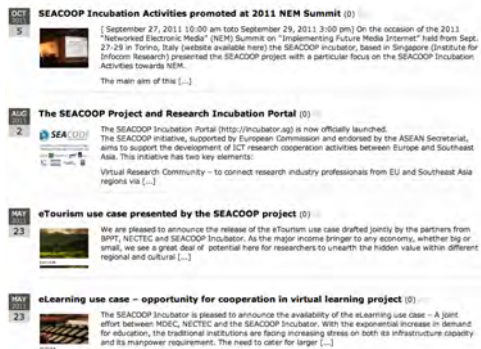 OCT
2011
5
SEACOOP Incubation Activities promoted at 2011 NEM Summit (0)
[ September 27, 2011 10:00 am toto September 29, 2011 3:00 pm] On the occasion of the 2011
"Networked Electronic Media" (NEM) Summit on "Implementing Future Media Internet" held from Sept.
27-29 in Torino, Italy (website available here) the SEACOOP incubator, based in Singapore (Institute for
Infocom Research) presented the SEACOOP project with a particular focus on the SEACOOP Incubation
Activities towards NEM.
The main aim of this [...]
AUG
2011
2
The SEACOOP Project and Research Incubation Portal (0)
SEACOOP
The SEACOOP Incubation Portal (http://incubator.sg) is now officially launched.
The SEACOOP initiative, supported by European Commission and endorsed by the ASEAN Secretariat,
aims to support the development of ICT research cooperation activities between Europe and Southeast
Asia. This initiative has two key elements:
Virtual Research Community – to connect research industry professionals from EU and Southeast Asia
regions via [...]
MAY
2011
23
eTourism use case presented by the SEACOOP project (0)
We are pleased to announce the release of the eTourism use case drafted jointly by the partners from
BPPT, NECTEC and SEACOOP Incubator. As the major income bringer to any economy, whether big or
small, we see a great deal of potential here for researchers to unearth the hidden value within different
regional and cultural [...]
MAY
2011
23
eLearning use case – opportunity for cooperation in virtual learning project (0)
The SEACOOP Incubator is pleased to announce the availability of the eLearning use case – A joint
effort between MDEC, NECTEC and the SEACOOP Incubator. With the exponential increase in demand
for education, the traditional institutions are facing increasing stress on both its infrastructure capacity
and its manpower requirement. The need to cater for larger [...]